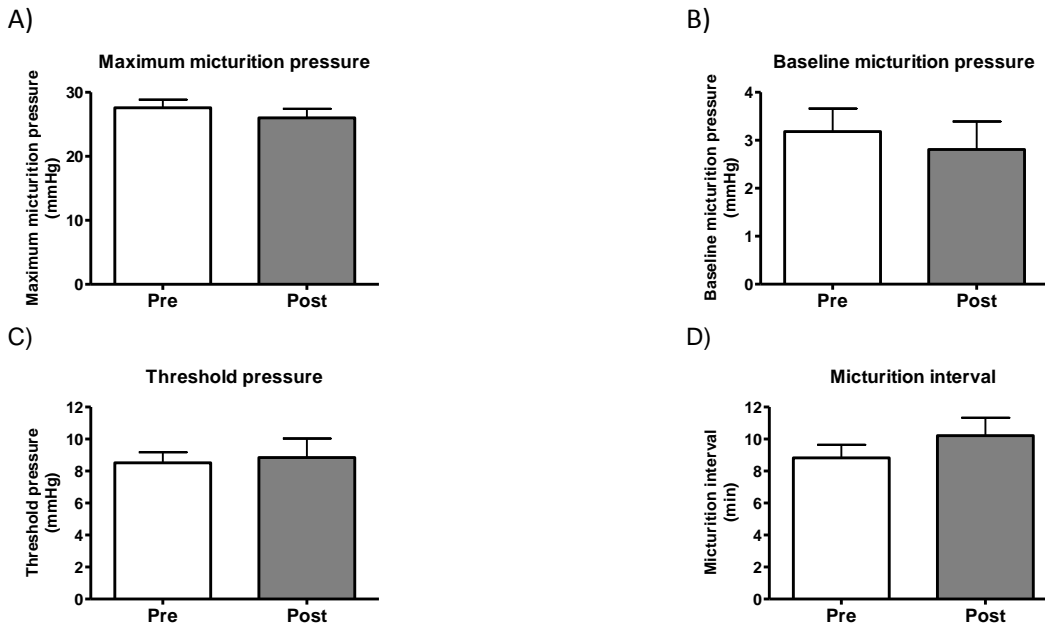 A)
Maximum micturition pressure
Maximum micturition pressure
(mmHg)
30
20
10
0
Pre Post
B)
Baseline micturition pressure
Baseline micturition pressure
(mmHg)
4
3
2
1
0
Pre Post
C)
Threshold pressure
Threshold pressure
(mmHg)
12
10
8
6
4
2
0
Pre Post
D)
Micturition interval
Micturition interval
(min)
12
10
8
6
4
2
0
Pre Post